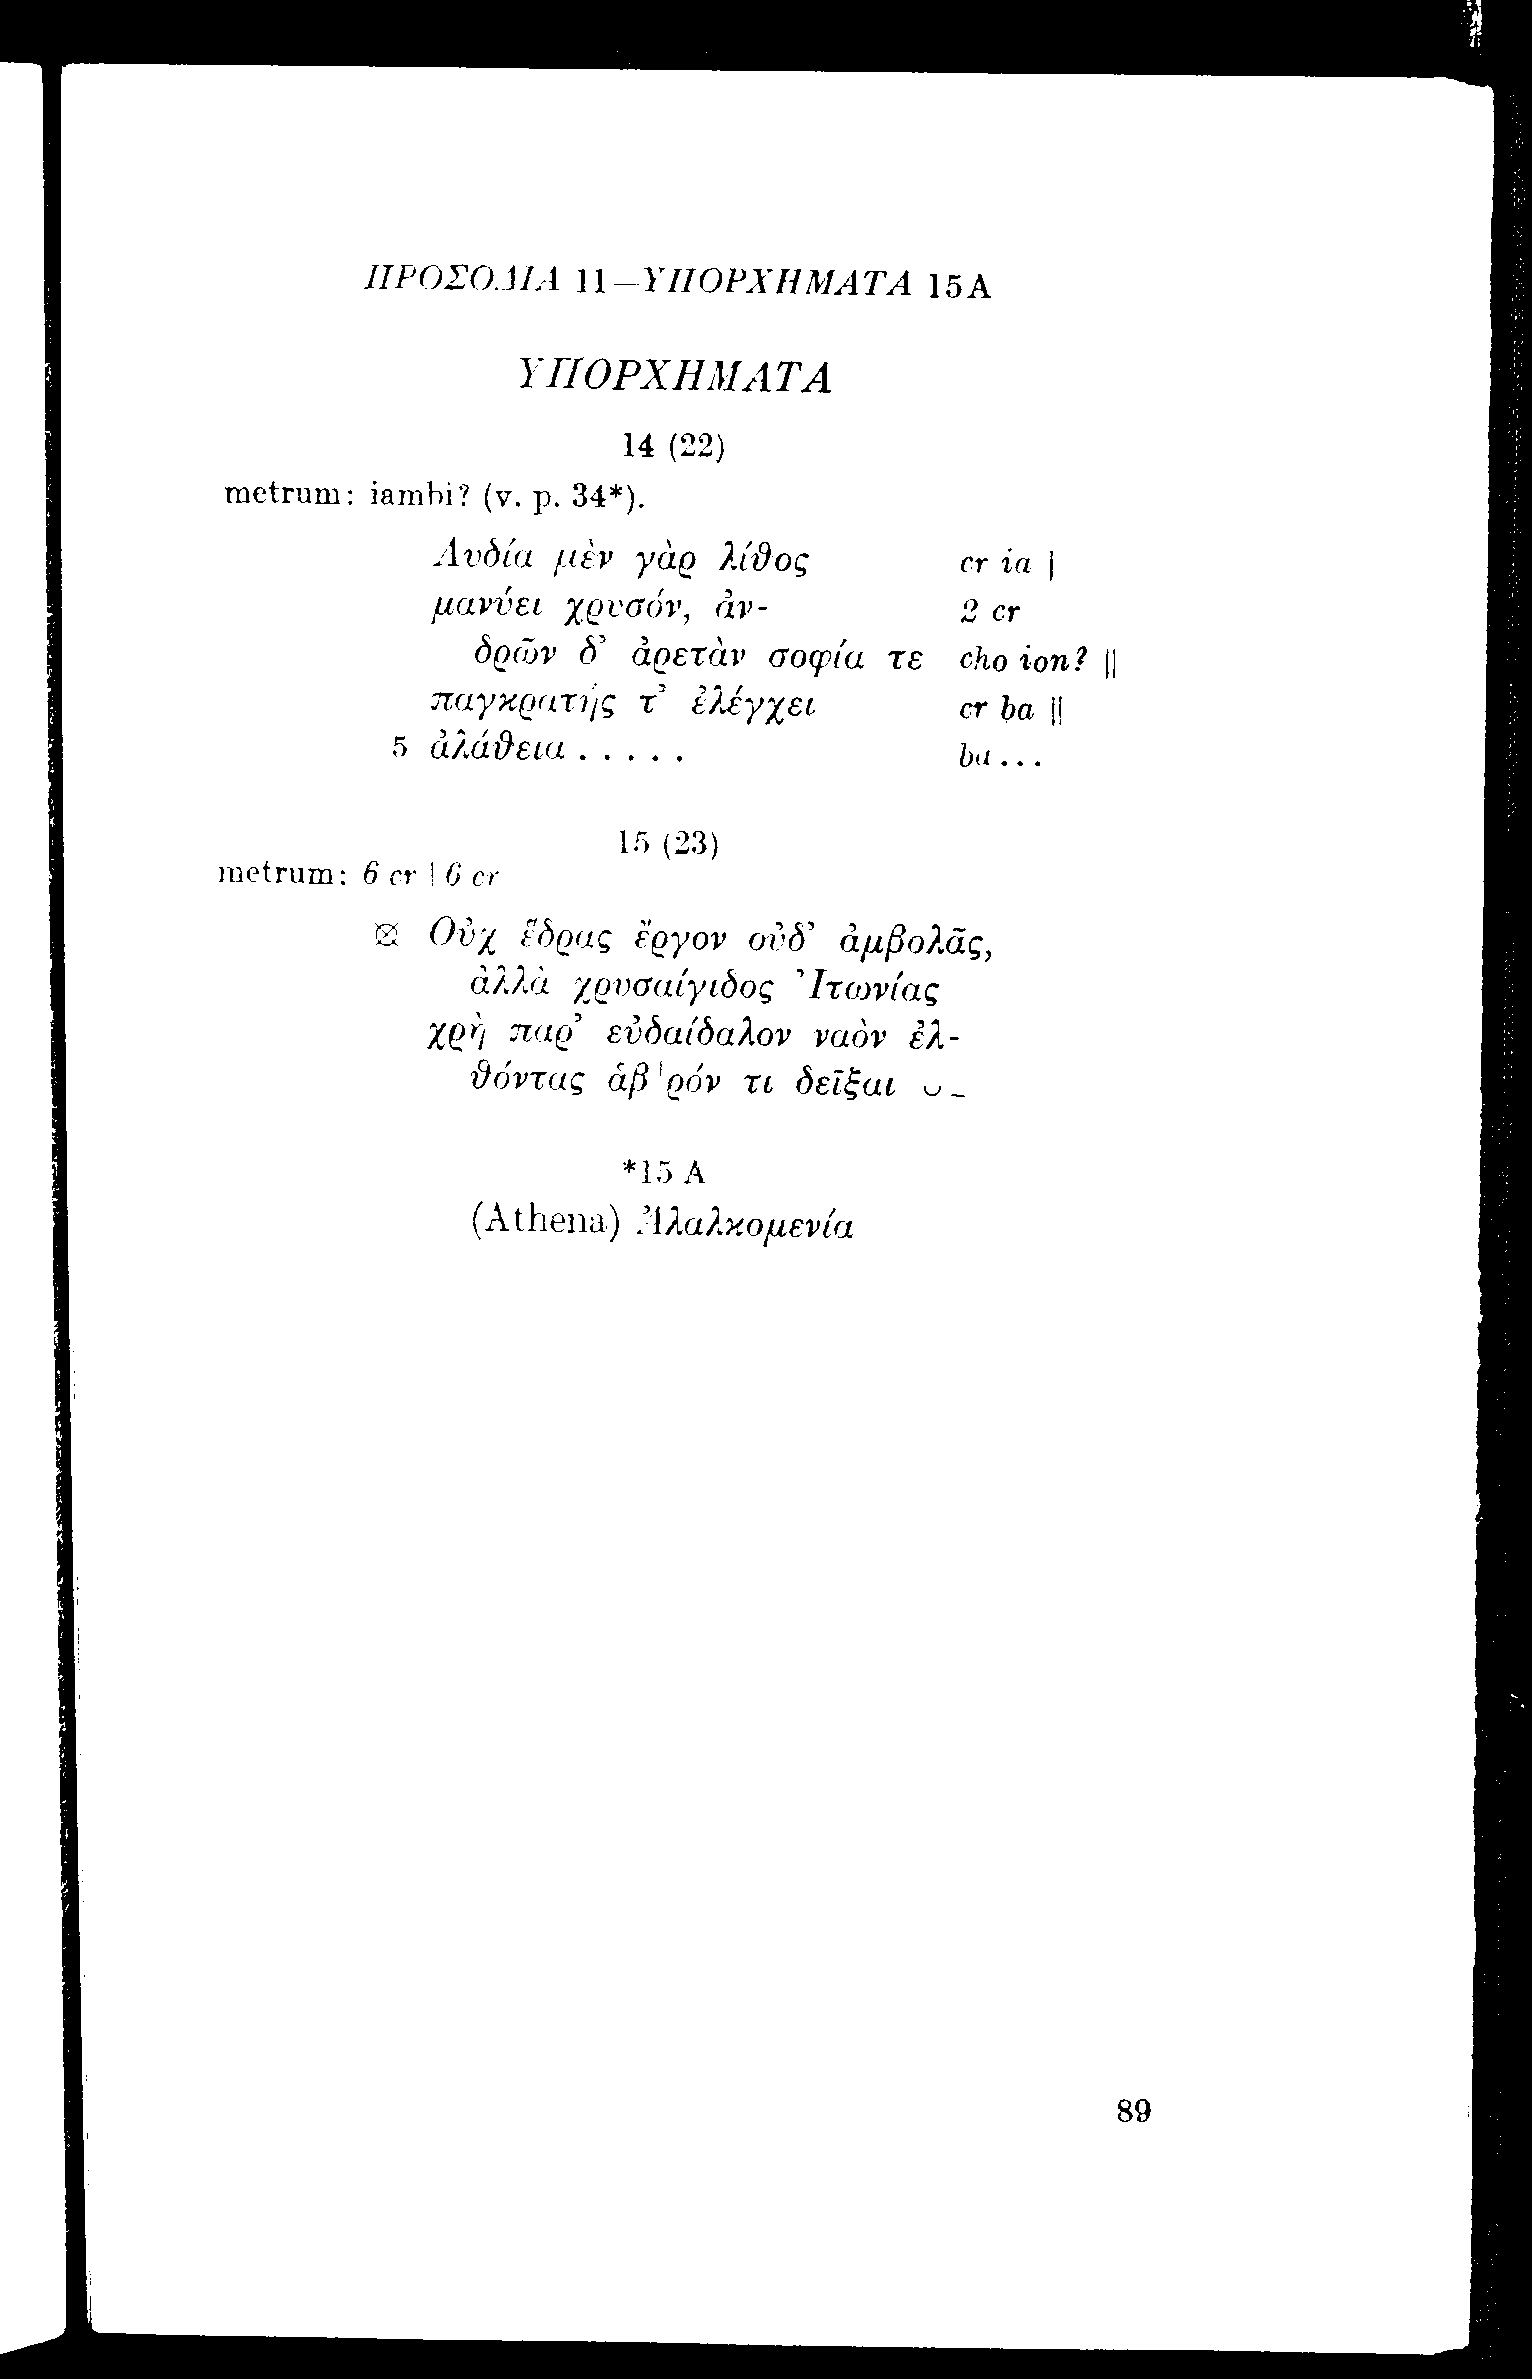 ΠΡΟΣΟΔΙΑ 11–ΥΠΟΡΧΗΜΑΤΑ 15A
ΥΠΟΡΧΗΜΑΤΑ
14 (22)
metrum: iambi? (v. p. 34*).
Λυδία μὲν γὰρ λίθος cr ia |
μανύει χρυσόν, ἀν- 2 cr
δρῶν δ’ ἀρετὰν σοφία τε cho ion? ||
παγκρατής τ’ ἐλέγχει cr ba ||
5 ἀλάθεια . . . . . ba . . .
15 (23)
metrum: 6 cr | 6 cr
⊠ Οὐχ ἕδρας ἔργον οὐδ’ ἀμβολᾶς,
ἀλλὰ χρυσαίγιδος Ἰτωνίας
χρὴ παρ’ εὐδαίδαλον ναὸν ἐλ-
θόντας ἁβ'ρόν τι δεῖξαι ⏑ –
*15 A
(Athena) Ἀλαλκομενία
89